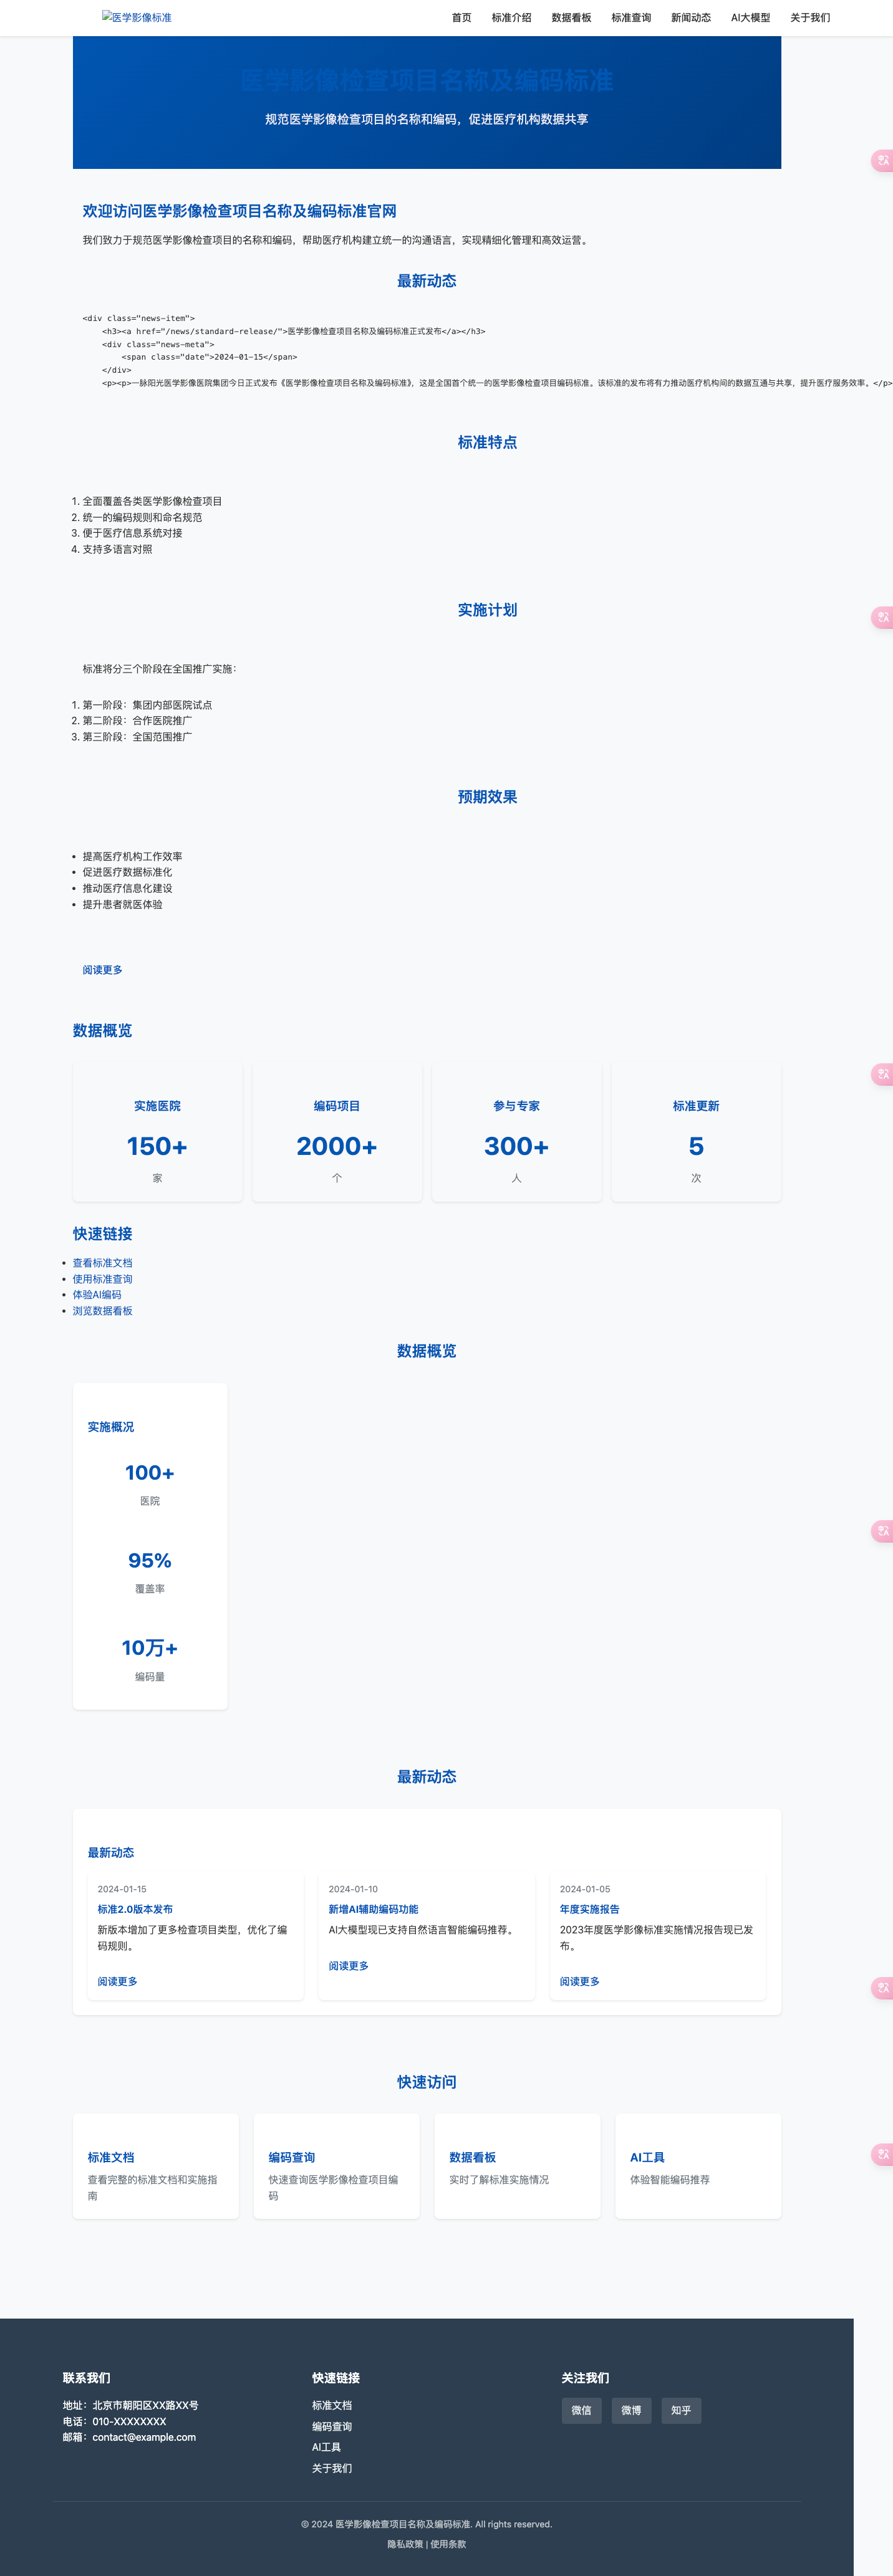 医学影像标准
首页 标准介绍 数据看板 标准查询 新闻动态 AI大模型 关于我们
医学影像检查项目名称及编码标准
规范医学影像检查项目的名称和编码，促进医疗机构数据共享
欢迎访问医学影像检查项目名称及编码标准官网
我们致力于规范医学影像检查项目的名称和编码，帮助医疗机构建立统一的沟通语言，实现精细化管理和高效运营。
最新动态
<div class="news-item">
<h3><a href="/news/standard-release/">医学影像检查项目名称及编码标准正式发布</a></h3>
<div class="news-meta">
<span class="date">2024-01-15</span>
</div>
<p><p>一脉阳光医学影像医院集团今日正式发布《医学影像检查项目名称及编码标准》，这是全国首个统一的医学影像检查项目编码标准。该标准的发布将有力推动医疗机构间的数据互通与共享，提升医疗服务效率。</p>
标准特点
1. 全面覆盖各类医学影像检查项目
2. 统一的编码规则和命名规范
3. 便于医疗信息系统对接
4. 支持多语言对照
实施计划
标准将分三个阶段在全国推广实施：
1. 第一阶段：集团内部医院试点
2. 第二阶段：合作医院推广
3. 第三阶段：全国范围推广
预期效果
• 提高医疗机构工作效率
• 促进医疗数据标准化
• 推动医疗信息化建设
• 提升患者就医体验
阅读更多
数据概览
实施医院 编码项目 参与专家 标准更新
150+ 2000+ 300+ 5
家 个 人 次
快速链接
• 查看标准文档
• 使用标准查询
• 体验AI编码
• 浏览数据看板
数据概览
实施概况
100+
医院
95%
覆盖率
10万+
编码量
最新动态
最新动态
2024-01-15
标准2.0版本发布
新版本增加了更多检查项目类型，优化了编
码规则。
阅读更多
2024-01-10
新增AI辅助编码功能
AI大模型现已支持自然语言智能编码推荐。
阅读更多
2024-01-05
年度实施报告
2023年度医学影像标准实施情况报告现已发
布。
阅读更多
快速访问
标准文档
查看完整的标准文档和实施指
南
编码查询
快速查询医学影像检查项目编
码
数据看板
实时了解标准实施情况
AI工具
体验智能编码推荐
联系我们
地址：北京市朝阳区XX路XX号
电话：010-XXXXXXXX
邮箱：contact@example.com
快速链接
标准文档
编码查询
AI工具
关于我们
关注我们
微信 微博 知乎
© 2024 医学影像检查项目名称及编码标准. All rights reserved.
隐私政策 | 使用条款